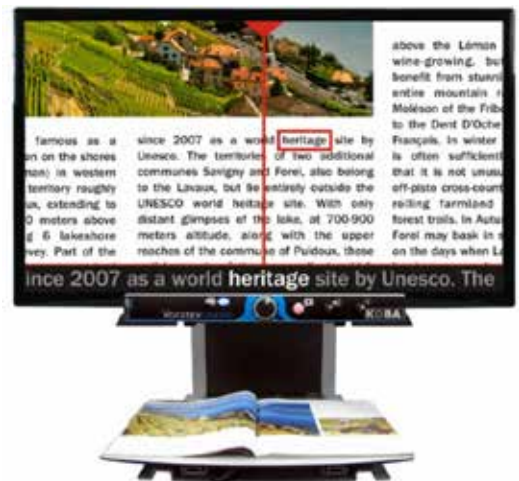 famous as a
on the shores
in western
territory roughly
extending to
0 meters above
6 lakeshore
vey. Part of the
since 2007 as a world heritage site by
Unesco. The territories of two additional
communes Savigny and Forel, also belong
to the Lavaux, but lie entirely outside the
UNESCO world heritage site. With only
distant glimpses of the lake, at 700-900
meters altitude, along with the upper
reaches of the commune of Puidoux, these
above the Léman
wine-growing, but
benefit from stunni
entire mountain r
Moléson of the Fribo
to the Dent D'Oche
Français. In winter
is often sufficient
that it is not unusu
off-piste cross-count
rolling farmland
forest trails. In Autu
Forel may bask in s
on the days when L
ince 2007 as a world heritage site by Unesco. The
KOBA